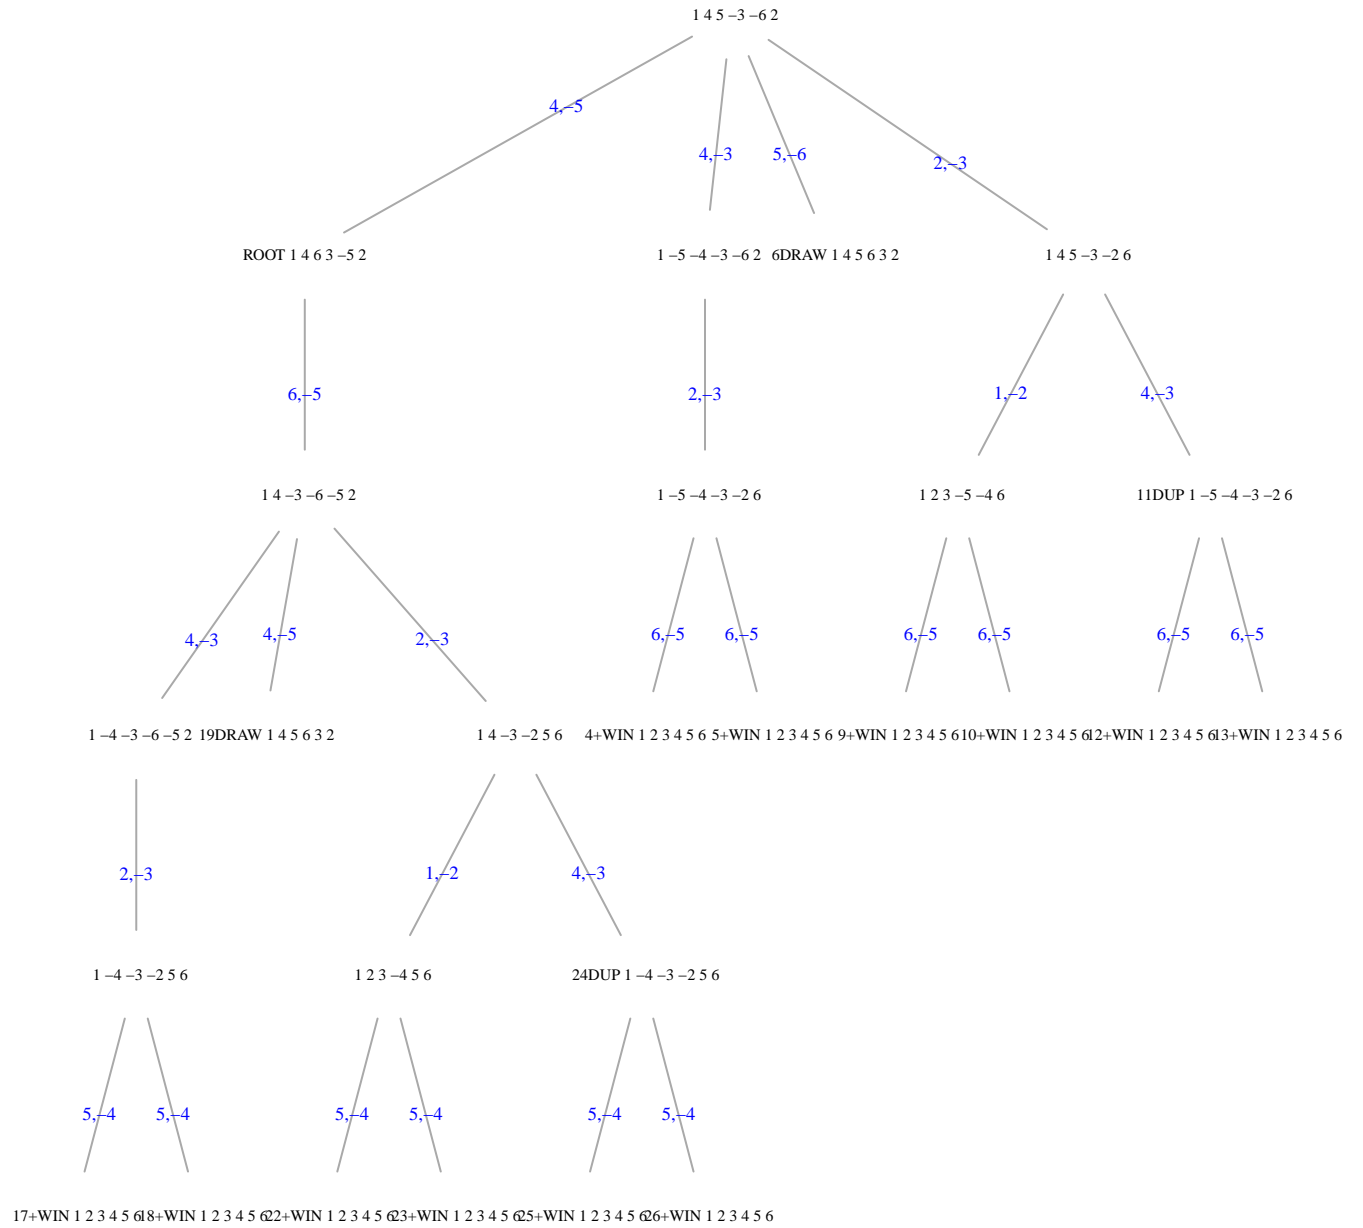 1 4 5 −3 −6 2
4,−5
4,−3
5,−6
2,−3
ROOT 1 4 6 3 −5 2
1 −5 −4 −3 −6 2
6DRAW 1 4 5 6 3 2
1 4 5 −3 −2 6
6,−5
2,−3
1,−2
4,−3
1 4 −3 −6 −5 2
1 −5 −4 −3 −2 6
1 2 3 −5 −4 6
11DUP 1 −5 −4 −3 −2 6
4,−3
4,−5
2,−3
6,−5
6,−5
6,−5
6,−5
6,−5
6,−5
1 −4 −3 −6 −5 2
19DRAW 1 4 5 6 3 2
1 4 −3 −2 5 6
4+WIN 1 2 3 4 5 6
5+WIN 1 2 3 4 5 6
9+WIN 1 2 3 4 5 6
10+WIN 1 2 3 4 5 6
12+WIN 1 2 3 4 5 6
13+WIN 1 2 3 4 5 6
2,−3
1,−2
4,−3
1 −4 −3 −2 5 6
1 2 3 −4 5 6
24DUP 1 −4 −3 −2 5 6
5,−4
5,−4
5,−4
5,−4
5,−4
5,−4
17+WIN 1 2 3 4 5 6
18+WIN 1 2 3 4 5 6
22+WIN 1 2 3 4 5 6
23+WIN 1 2 3 4 5 6
25+WIN 1 2 3 4 5 6
26+WIN 1 2 3 4 5 6